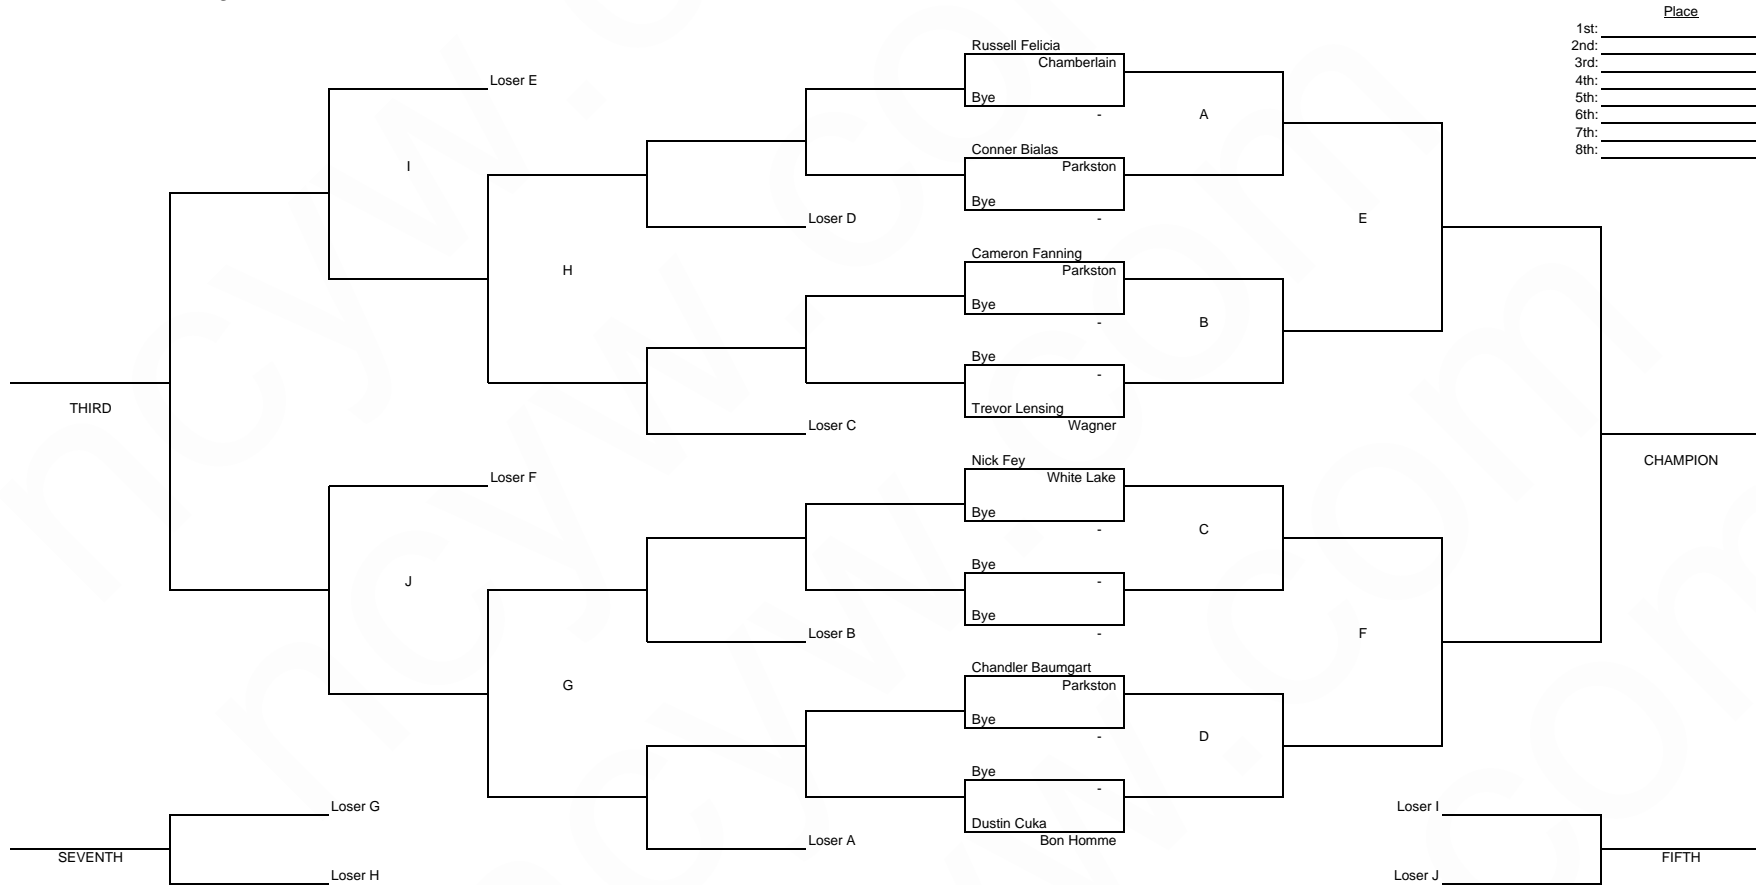 Place
1st:
2nd:
3rd:
4th:
5th:
6th:
7th:
8th:
Russell Felicia
Chamberlain
Bye
-
A
Conner Bialas
Parkston
Bye
-
Cameron Fanning
Parkston
Bye
-
B
Bye
-
Trevor Lensing
Wagner
Nick Fey
White Lake
Bye
-
C
Bye
-
Bye
-
Chandler Baumgart
Parkston
Bye
-
D
Bye
-
Dustin Cuka
Bon Homme
E
F
CHAMPION
Loser E
I
Loser D
H
Loser C
THIRD
Loser F
J
Loser B
G
Loser A
Loser G
SEVENTH
Loser H
Loser I
FIFTH
Loser J